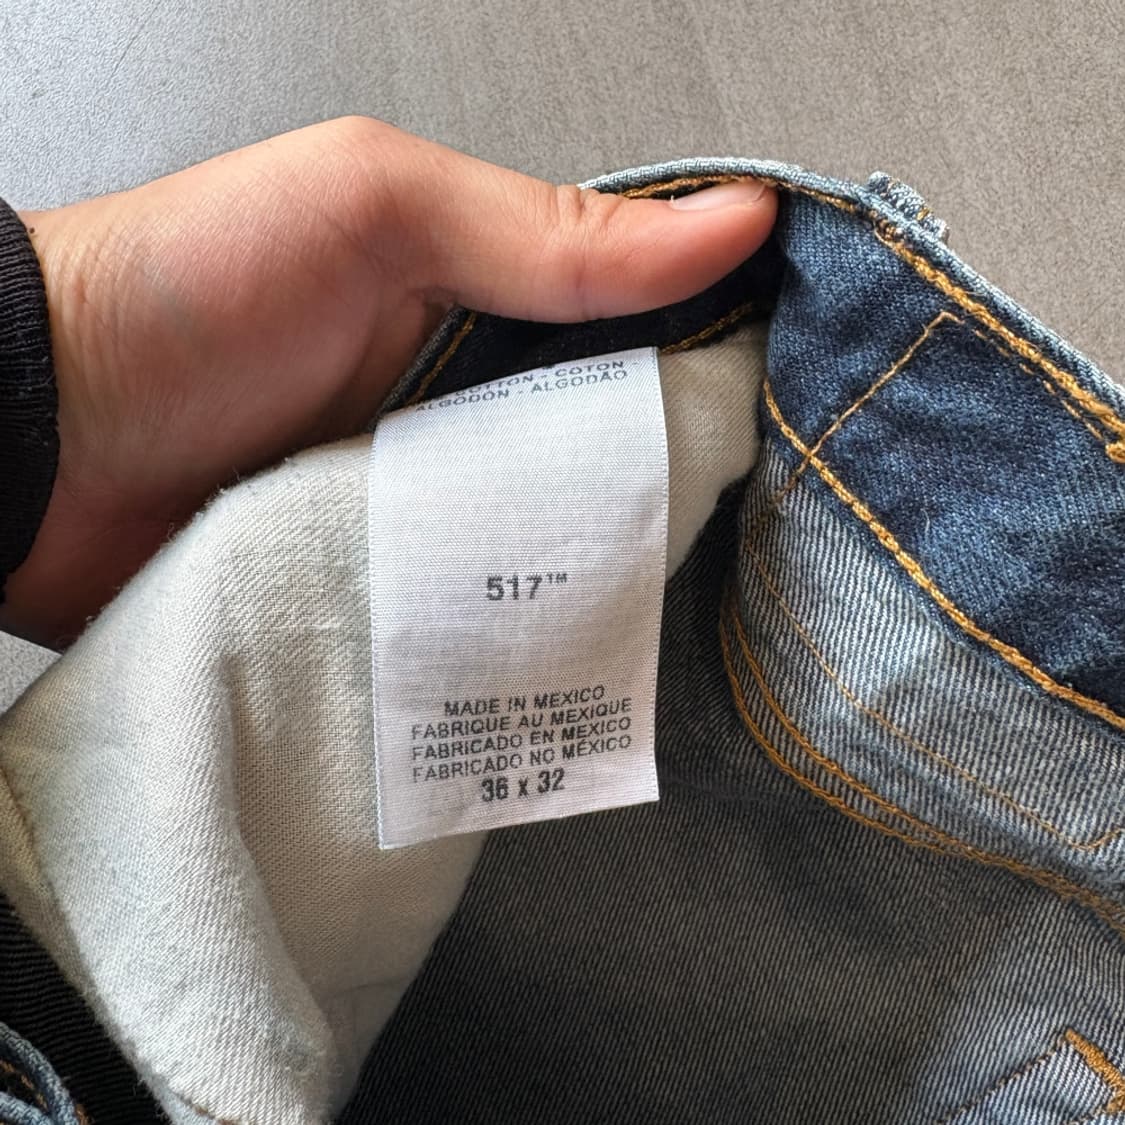 COTTON - COTON -
ALGODÓN - ALGODÃO
517™
MADE IN MEXICO
FABRIQUE AU MEXIQUE
FABRICADO EN MEXICO
FABRICADO NO MÉXICO
36 x 32